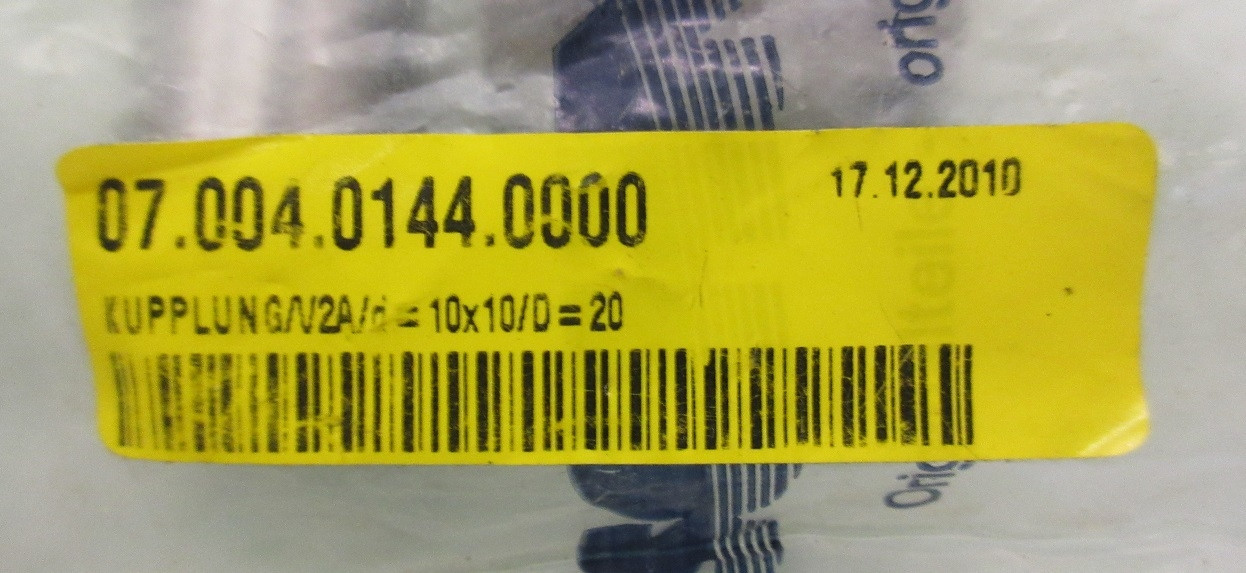 07.004.0144.0000
17.12.2010
KUPPLUNG/V2A/d = 10x10/D = 20